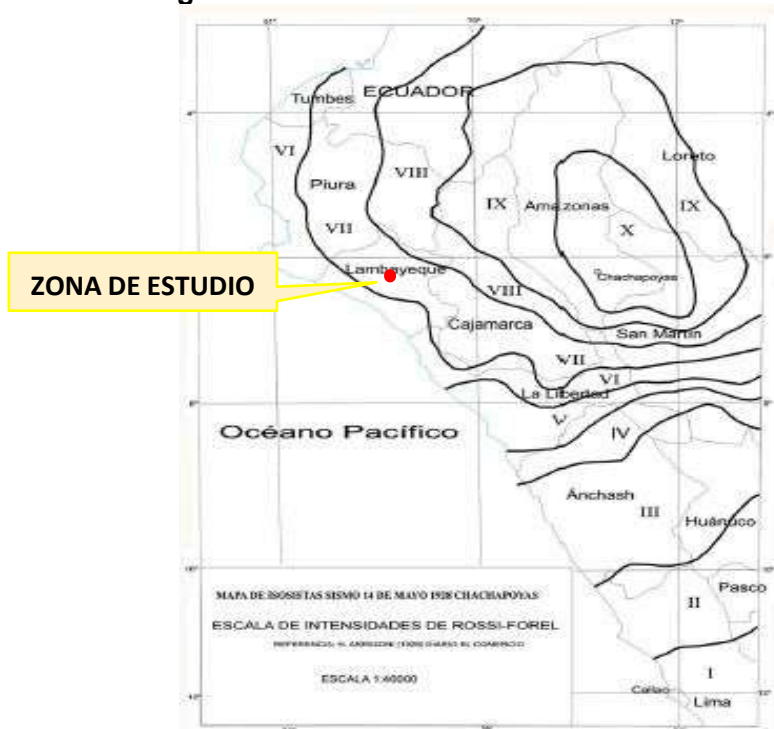 ECUADOR
Tumbes
Loreto
VI
Piura
VIII
IX
Amazonas
IX
VII
X
ZONA DE ESTUDIO
Lambayeque
Chachapoyas
VIII
Cajamarca
San Martín
VII
VI
La Libertad
V
IV
Océano Pacífico
Ánchash
III
Huánuco
Pasco
II
MAPA DE ISOSISTAS SISMO 14 DE MAYO 1928 CHACHAPOYAS
ESCALA DE INTENSIDADES DE ROSSI-FOREL
ESCALA 1:40000
I
Callao
Lima